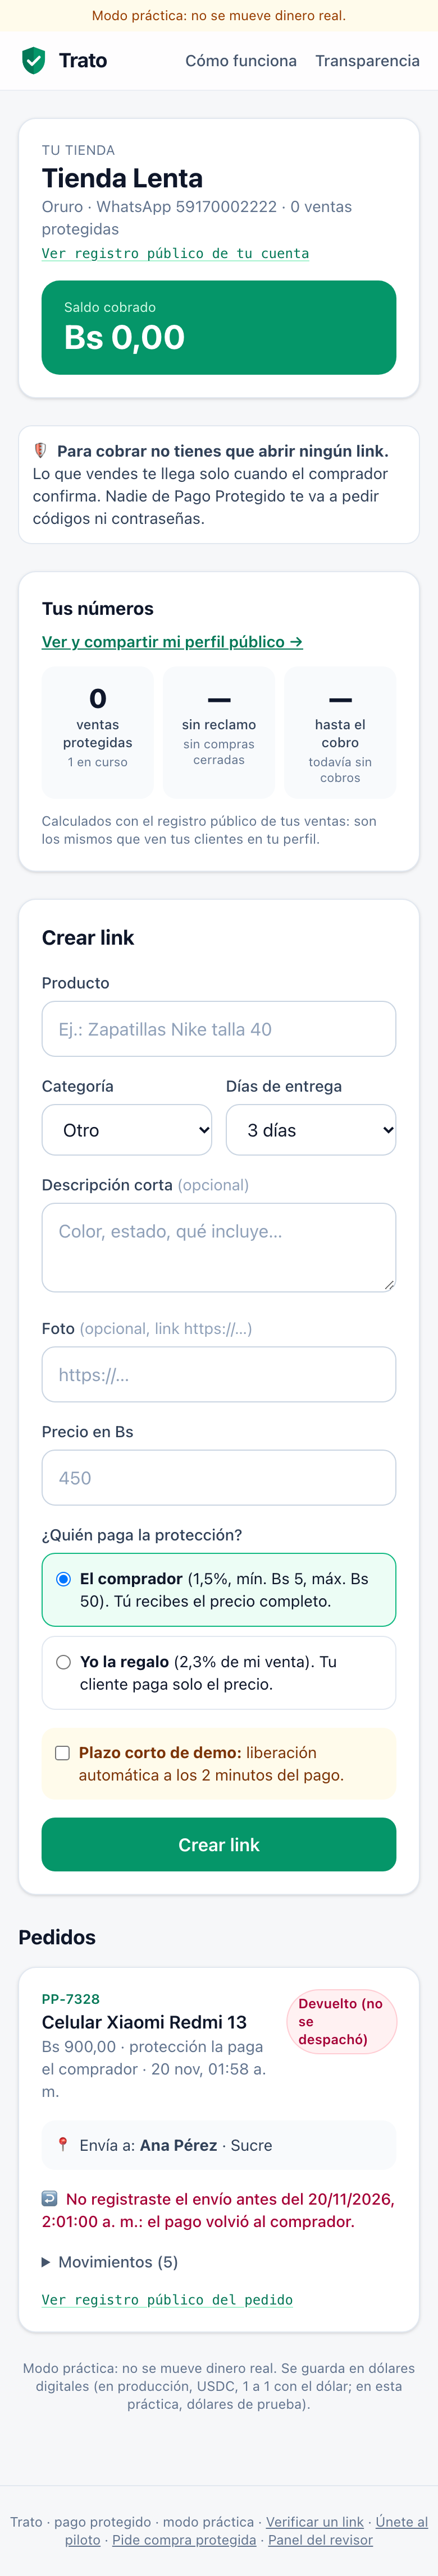 Modo práctica: no se mueve dinero real.
Trato
Cómo funciona
Transparencia
TU TIENDA
Tienda Lenta
Oruro · WhatsApp 59170002222 · 0 ventas
protegidas
Ver registro público de tu cuenta
Saldo cobrado
Bs 0,00
Para cobrar no tienes que abrir ningún link.
Lo que vendes te llega solo cuando el comprador
confirma. Nadie de Pago Protegido te va a pedir
códigos ni contraseñas.
Tus números
Ver y compartir mi perfil público →
0
ventas
protegidas
1 en curso
—
sin reclamo
sin compras
cerradas
—
hasta el
cobro
todavía sin
cobros
Calculados con el registro público de tus ventas: son
los mismos que ven tus clientes en tu perfil.
Crear link
Producto
Ej.: Zapatillas Nike talla 40
Categoría
Días de entrega
Otro
3 días
Descripción corta (opcional)
Color, estado, qué incluye...
Foto (opcional, link https://...)
https://...
Precio en Bs
450
¿Quién paga la protección?
El comprador (1,5%, mín. Bs 5, máx. Bs
50). Tú recibes el precio completo.
Yo la regalo (2,3% de mi venta). Tu
cliente paga solo el precio.
Plazo corto de demo: liberación
automática a los 2 minutos del pago.
Crear link
Pedidos
PP-7328
Celular Xiaomi Redmi 13
Bs 900,00 · protección la paga
el comprador · 20 nov, 01:58 a.
m.
Devuelto (no
se
despachó)
Envía a: Ana Pérez · Sucre
No registraste el envío antes del 20/11/2026,
2:01:00 a. m.: el pago volvió al comprador.
Movimientos (5)
Ver registro público del pedido
Modo práctica: no se mueve dinero real. Se guarda en dólares
digitales (en producción, USDC, 1 a 1 con el dólar; en esta
práctica, dólares de prueba).
Trato · pago protegido · modo práctica · Verificar un link · Únete al
piloto · Pide compra protegida · Panel del revisor